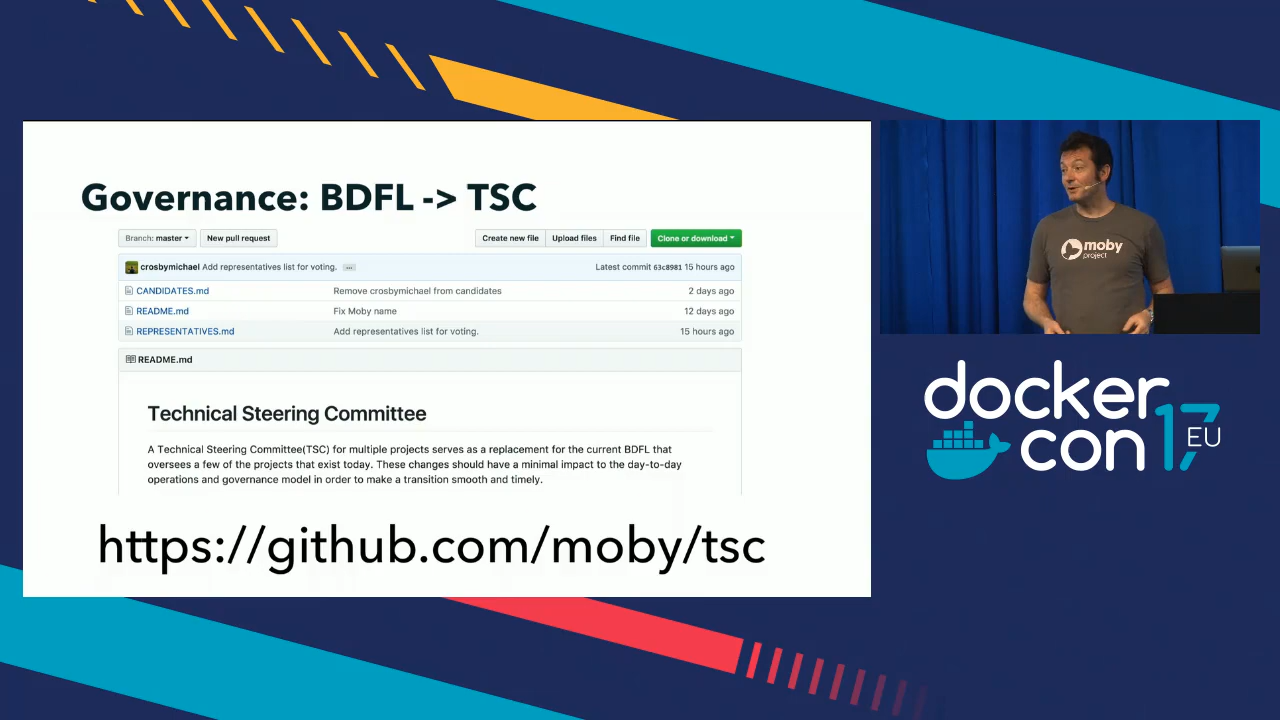 Governance: BDFL -> TSC
Branch: master
New pull request
Create new file
Upload files
Find file
Clone or download
crosbymichael Add representatives list for voting.
Latest commit 63c8981 15 hours ago
CANDIDATES.md Remove crosbymichael from candidates 2 days ago
README.md Fix Moby name 12 days ago
REPRESENTATIVES.md Add representatives list for voting. 15 hours ago
README.md
Technical Steering Committee
A Technical Steering Committee(TSC) for multiple projects serves as a replacement for the current BDFL that
oversees a few of the projects that exist today. These changes should have a minimal impact to the day-to-day
operations and governance model in order to make a transition smooth and timely.
https://github.com/moby/tsc
moby
project
docker
con 17 EU